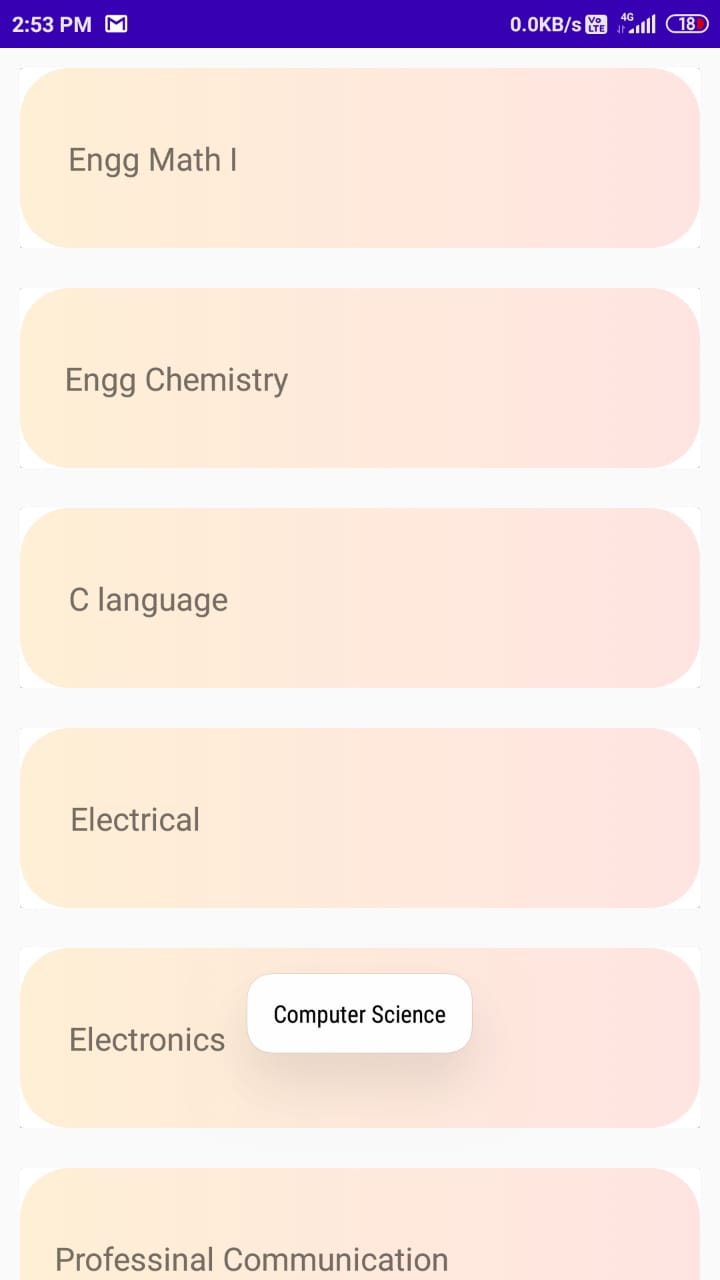 2:53 PM 0.0KB/s Vo LTE 4G 18
Engg Math I
Engg Chemistry
C language
Electrical
Computer Science
Electronics
Professinal Communication